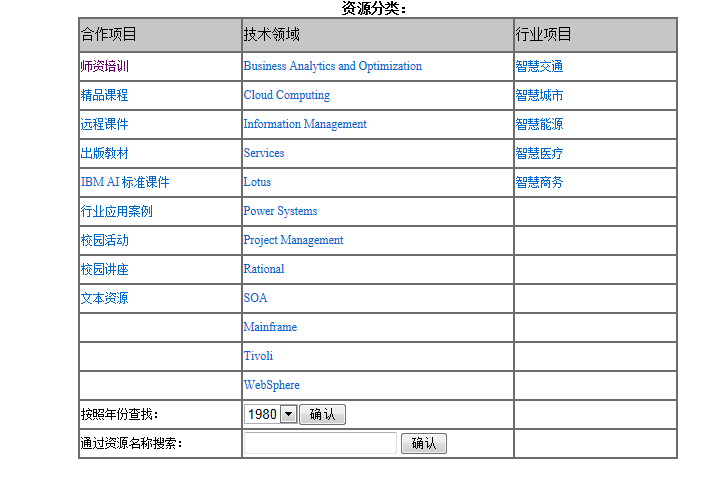 资源分类：
合作项目 技术领域 行业项目
师资培训 Business Analytics and Optimization 智慧交通
精品课程 Cloud Computing 智慧城市
远程课件 Information Management 智慧能源
出版教材 Services 智慧医疗
IBM AI 标准课件 Lotus 智慧商务
行业应用案例 Power Systems
校园活动 Project Management
校园讲座 Rational
文本资源 SOA
Mainframe
Tivoli
WebSphere
按照年份查找： 1980 确认
通过资源名称搜索： 确认